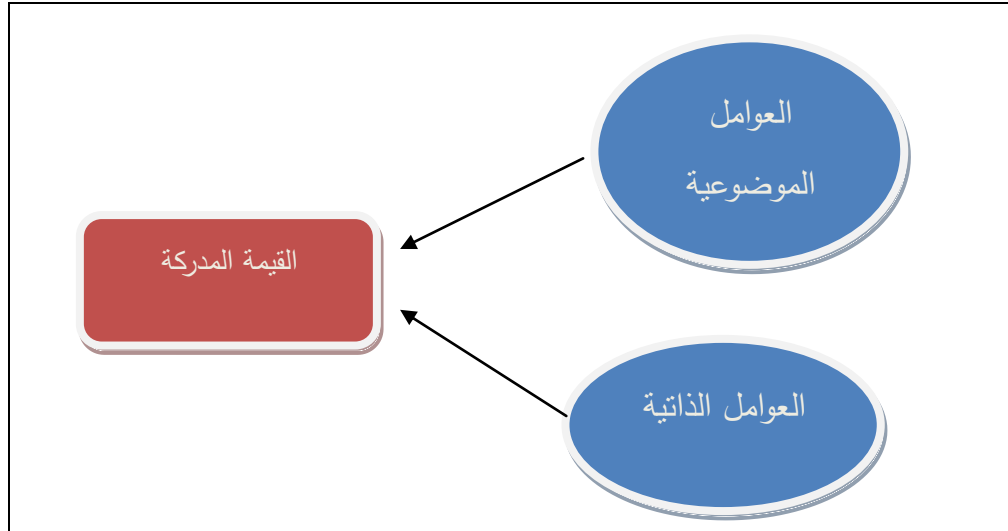 العوامل
الموضوعية
القيمة المدركة
العوامل الذاتية